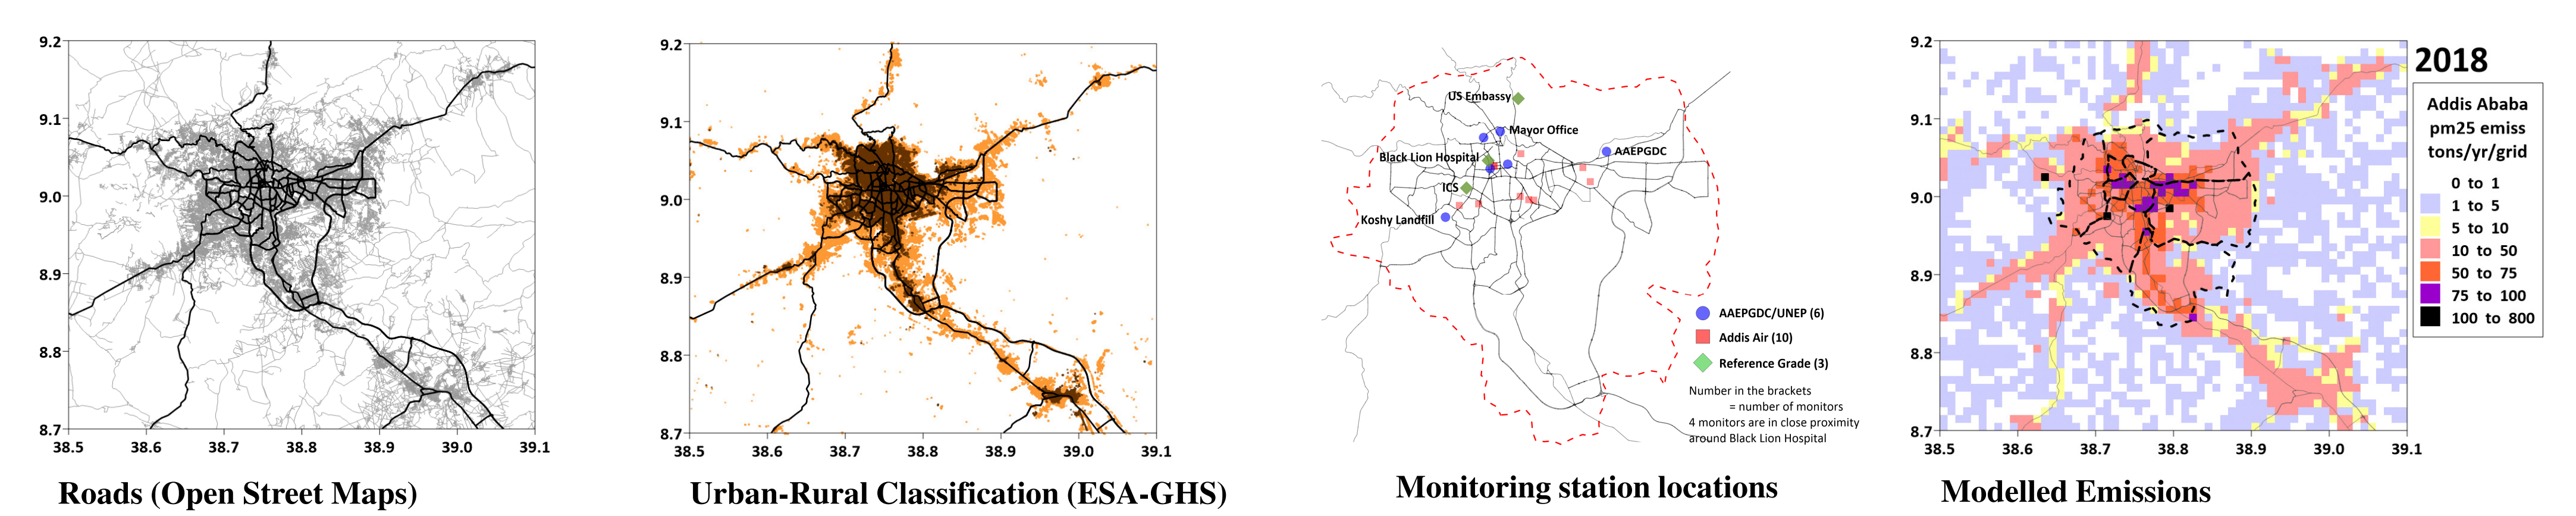 9.2
9.1
9.0
8.9
8.8
8.7
38.5 38.6 38.7 38.8 38.9 39.0 39.1
Roads (Open Street Maps)
9.2
9.1
9.0
8.9
8.8
8.7
38.5 38.6 38.7 38.8 38.9 39.0 39.1
Urban-Rural Classification (ESA-GHS)
US Embassy
Mayor Office
Black Lion Hospital
AAEPGDC
ICS
Koshy Landfill
AAEPGDC/UNEP (6)
Addis Air (10)
Reference Grade (3)
Number in the brackets
= number of monitors
4 monitors are in close proximity
around Black Lion Hospital
Monitoring station locations
9.2
9.1
9.0
8.9
8.8
8.7
38.5 38.6 38.7 38.8 38.9 39.0 39.1
2018
Addis Ababa
pm25 emiss
tons/yr/grid
0 to 1
1 to 5
5 to 10
10 to 50
50 to 75
75 to 100
100 to 800
Modelled Emissions